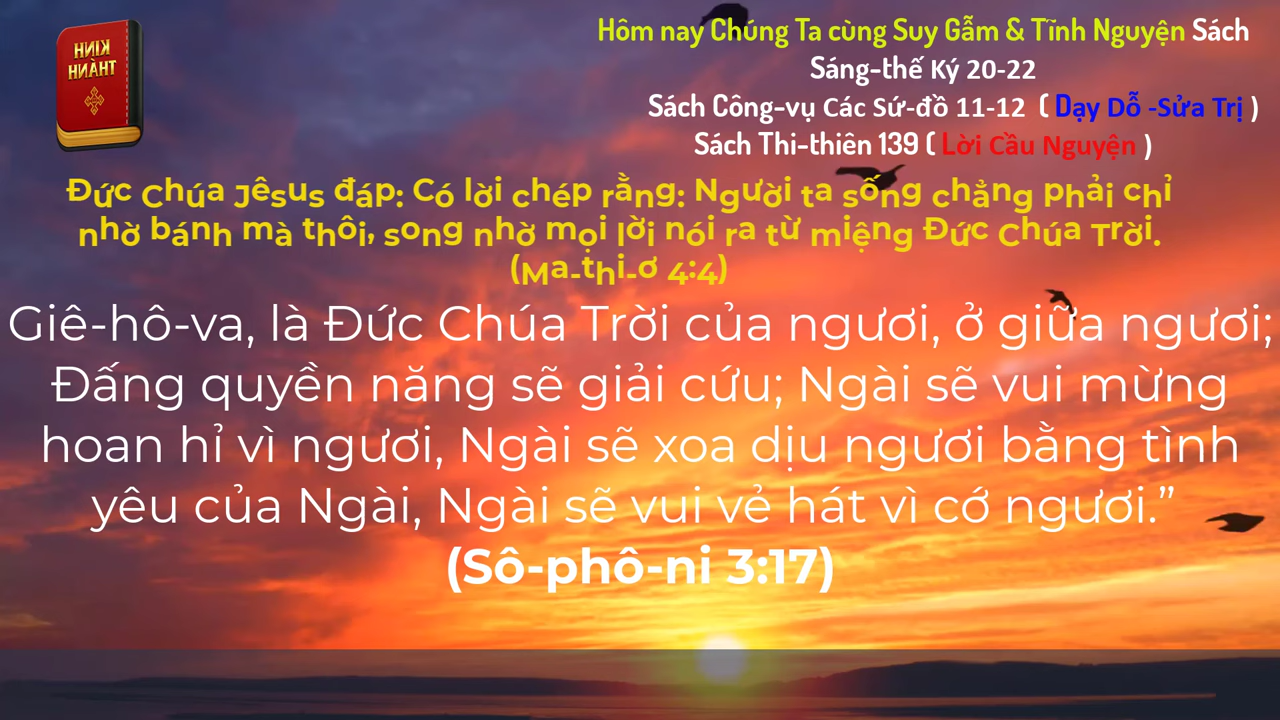 KINH
THÀNH
Hôm nay Chúng Ta cùng Suy Gẫm & Tĩnh Nguyện Sách
Sáng-thế Ký 20-22
Sách Công-vụ Các Sứ-đồ 11-12 ( Dạy Dỗ -Sửa Trị )
Sách Thi-thiên 139 ( Lời Cầu Nguyện )
Đức Chúa Jêsus đáp: Có lời chép rằng: Người ta sống chẳng phải chỉ
nhờ bánh mà thôi, song nhờ mọi lời nói ra từ miệng Đức Chúa Trời.
(Ma-thi-ơ 4:4)
Giê-hô-va, là Đức Chúa Trời của ngươi, ở giữa ngươi;
Đấng quyền năng sẽ giải cứu; Ngài sẽ vui mừng
hoan hỉ vì ngươi, Ngài sẽ xoa dịu ngươi bằng tình
yêu của Ngài, Ngài sẽ vui vẻ hát vì cớ ngươi.”
(Sô-phô-ni 3:17)